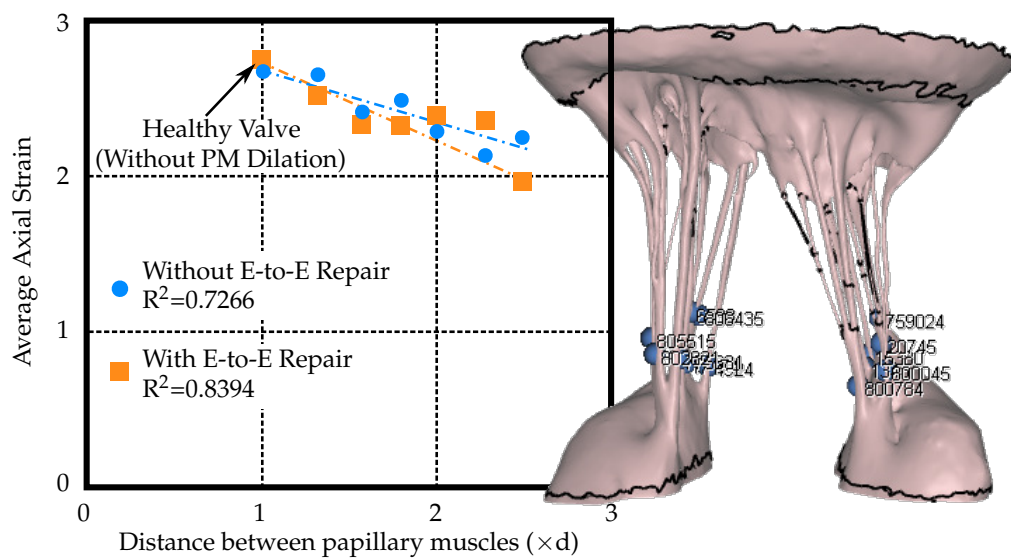 3
Healthy Valve
(Without PM Dilation)
2
Average Axial Strain
Without E-to-E Repair
R²=0.7266
1
With E-to-E Repair
R²=0.8394
0
0 1 2 3
Distance between papillary muscles (×d)
805515
759024
20745
800784